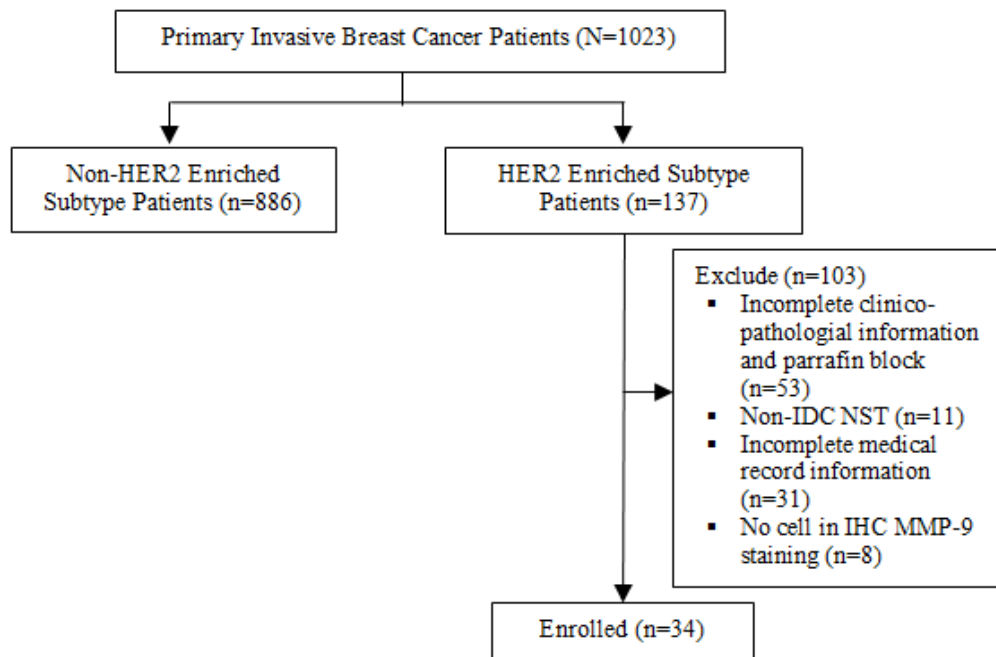 Primary Invasive Breast Cancer Patients (N=1023)
Non-HER2 Enriched
Subtype Patients (n=886)
HER2 Enriched Subtype
Patients (n=137)
Exclude (n=103)
▪ Incomplete clinico-
pathologial information
and parrafin block
(n=53)
▪ Non-IDC NST (n=11)
▪ Incomplete medical
record information
(n=31)
▪ No cell in IHC MMP-9
staining (n=8)
Enrolled (n=34)